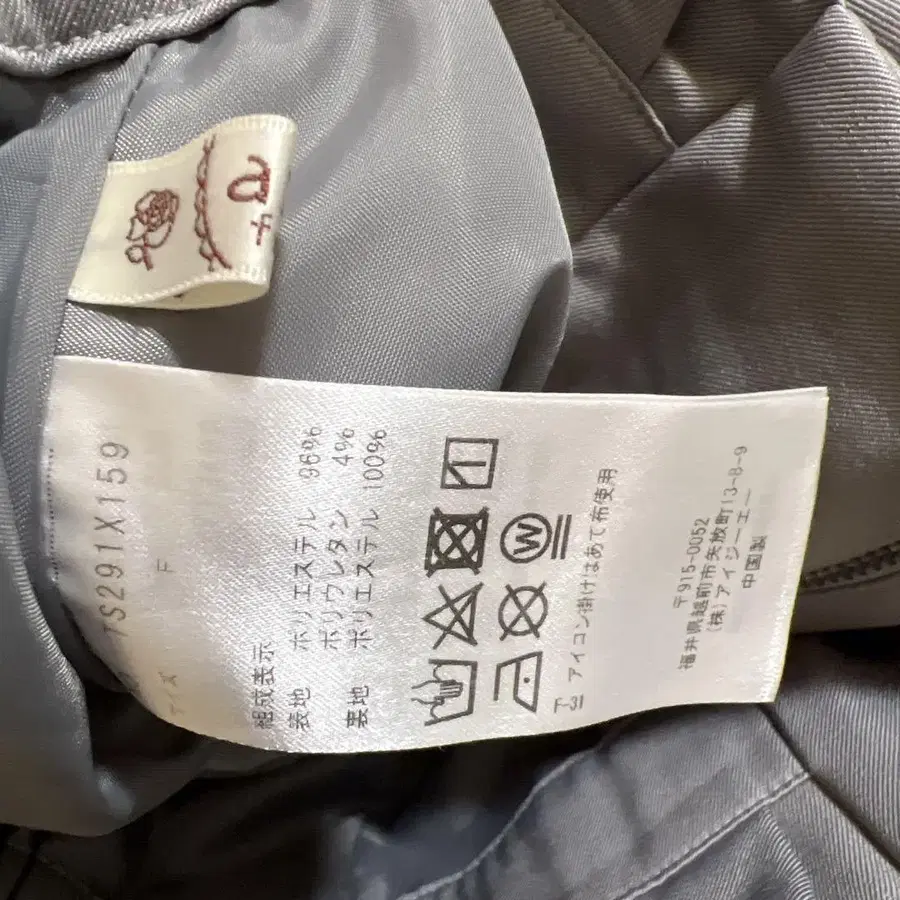 7S291X159
サイズ F
組成表示
表地 ポリエステル 96%
ポリウレタン 4%
裏地 ポリエステル 100%
W
アイロン掛けはあて布使用
〒915-0052
福井県越前市矢放町13-8-9
(株)アイジーエー
中国製